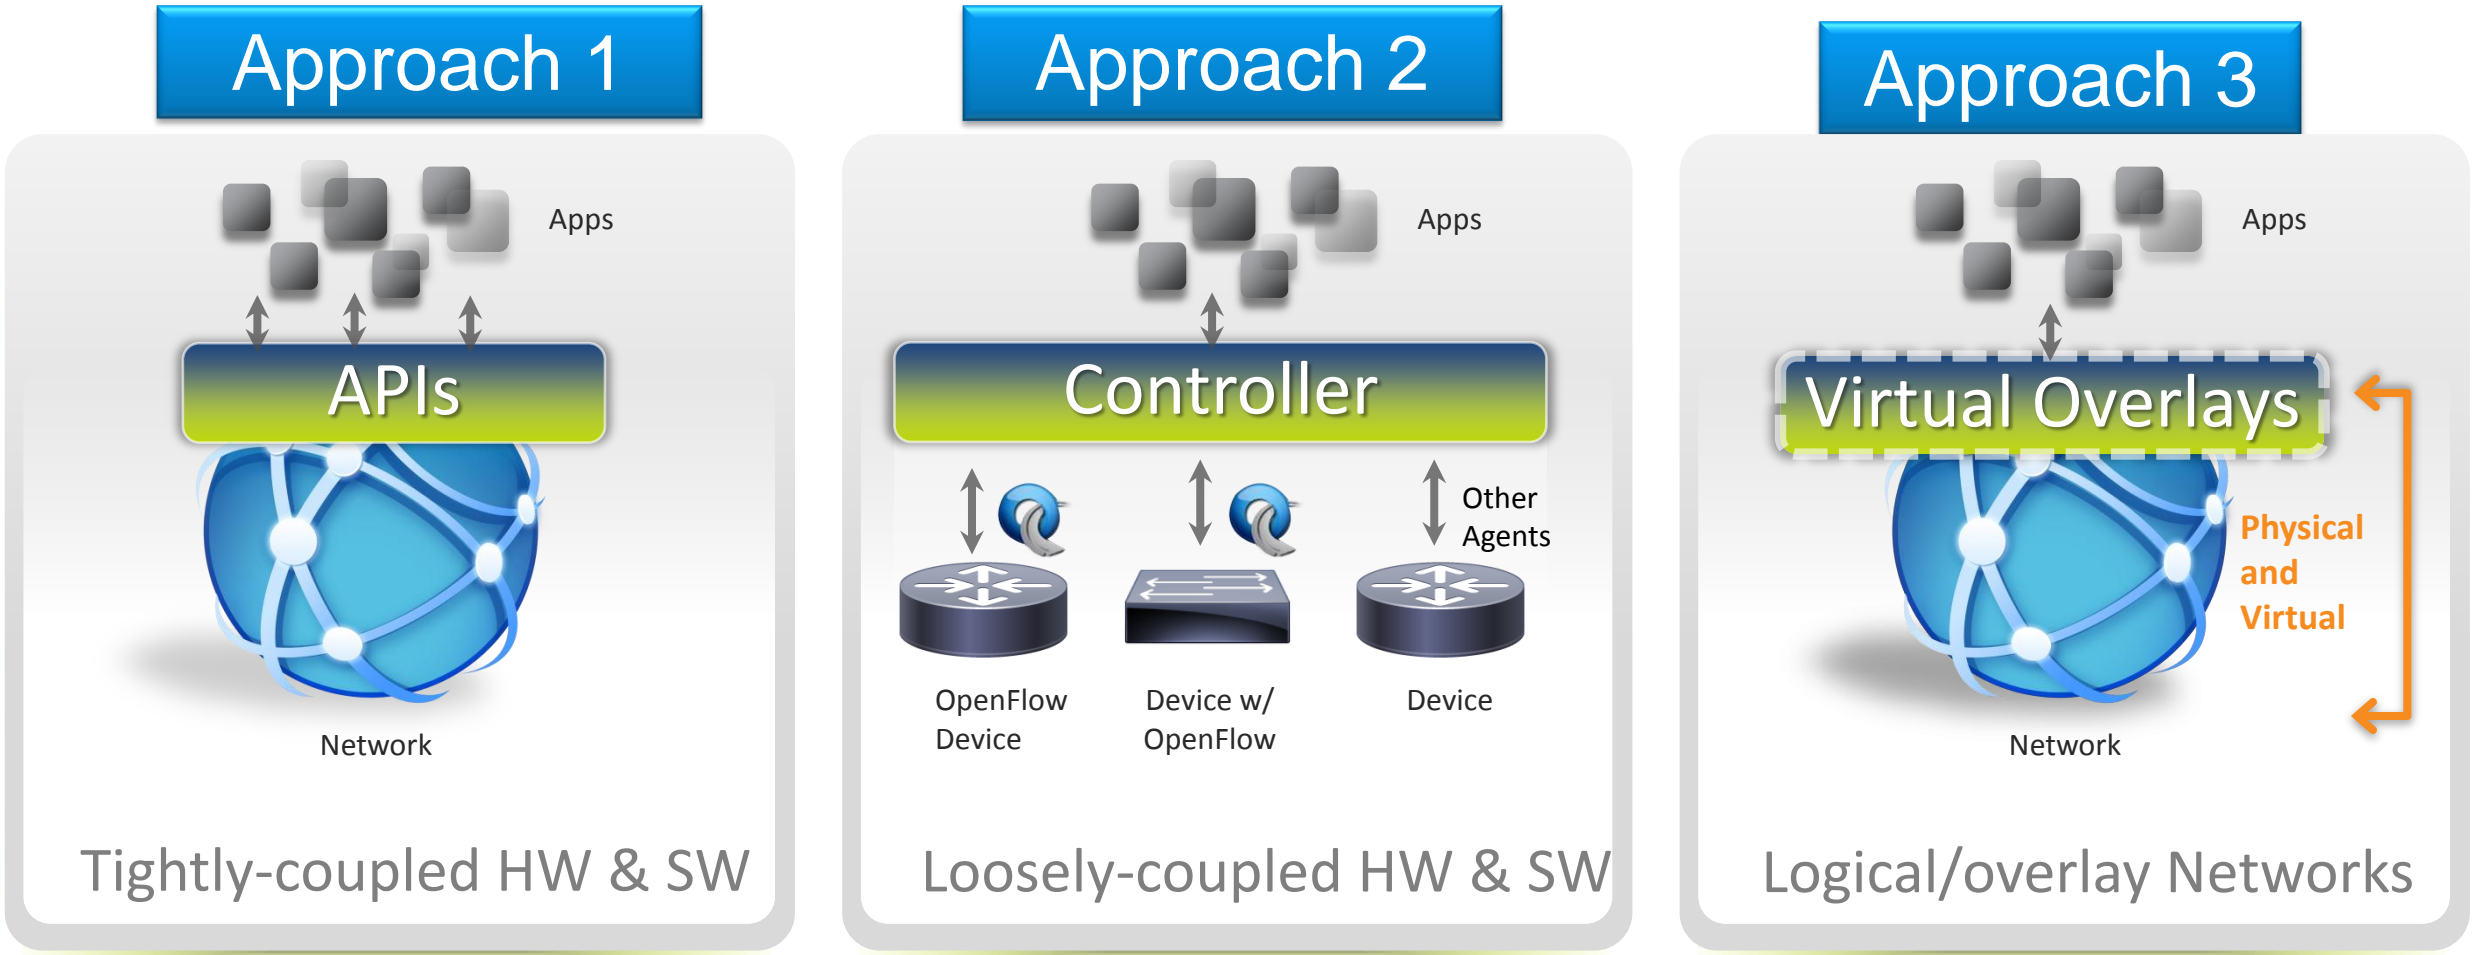 Approach 1
Apps
APIs
Network
Tightly-coupled HW & SW
Approach 2
Apps
Controller
Other
Agents
OpenFlow
Device
Device w/
OpenFlow
Device
Loosely-coupled HW & SW
Approach 3
Apps
Virtual Overlays
Physical
and
Virtual
Network
Logical/overlay Networks